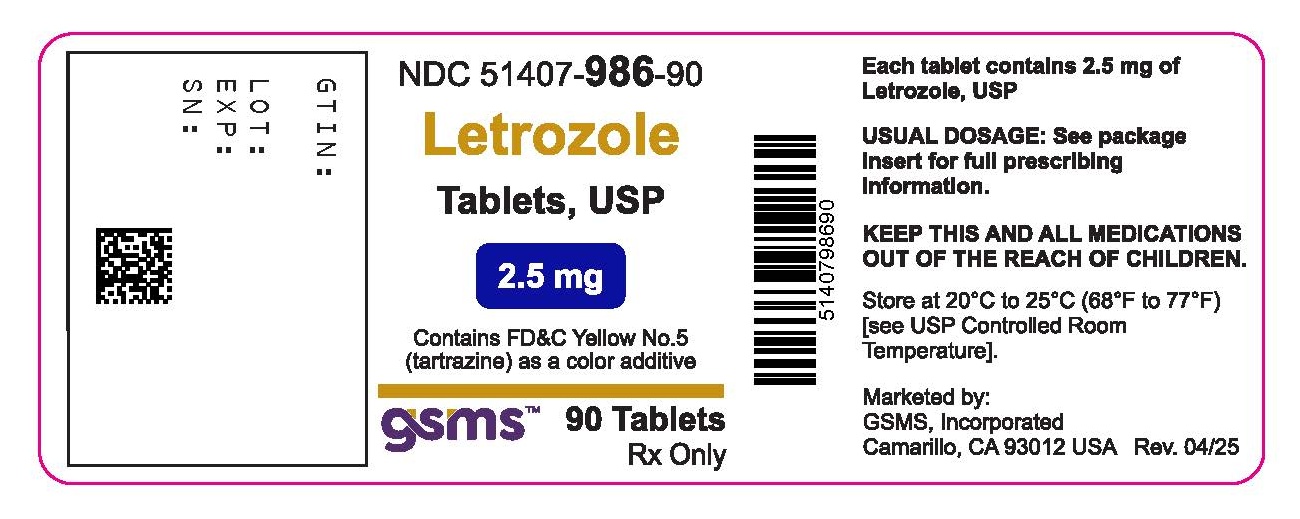 GTIN:
LOT:
EXP:
SN:
NDC 51407-986-90
Letrozole
Tablets, USP
2.5 mg
Contains FD&C Yellow No.5
(tartrazine) as a color additive
gsms™ 90 Tablets
Rx Only
5140798690
Each tablet contains 2.5 mg of
Letrozole, USP
USUAL DOSAGE: See package
insert for full prescribing
information.
KEEP THIS AND ALL MEDICATIONS
OUT OF THE REACH OF CHILDREN.
Store at 20°C to 25°C (68°F to 77°F)
[see USP Controlled Room
Temperature].
Marketed by:
GSMS, Incorporated
Camarillo, CA 93012 USA Rev. 04/25